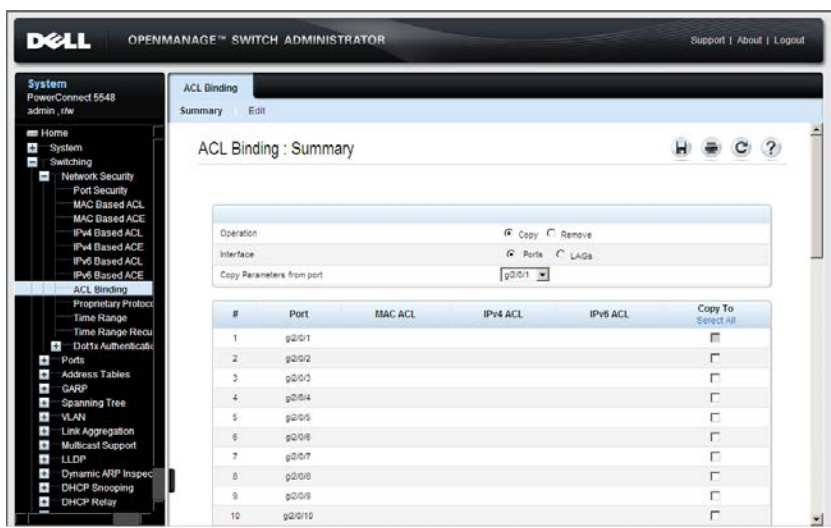 DELL
OPENMANAGE™ SWITCH ADMINISTRATOR
Support | About | Logout
System
PowerConnect 5548
admin , r/w
Home
System
Switching
Network Security
Port Security
MAC Based ACL
MAC Based ACE
IPv4 Based ACL
IPv4 Based ACE
IPv6 Based ACL
IPv6 Based ACE
ACL Binding
Proprietary Protoco
Time Range
Time Range Recu
Dot1x Authenticatio
Ports
Address Tables
GARP
Spanning Tree
VLAN
Link Aggregation
Multicast Support
LLDP
Dynamic ARP Inspec
DHCP Snooping
DHCP Relay
ACL Binding
Summary Edit
ACL Binding : Summary
Operation Copy Remove
Interface Ports LAGs
Copy Parameters from port g2/0/1
# Port MAC ACL IPv4 ACL IPv6 ACL Copy To
Select All
1 g2/0/1
2 g2/0/2
3 g2/0/3
4 g2/0/4
5 g2/0/5
6 g2/0/6
7 g2/0/7
8 g2/0/8
9 g2/0/9
10 g2/0/10